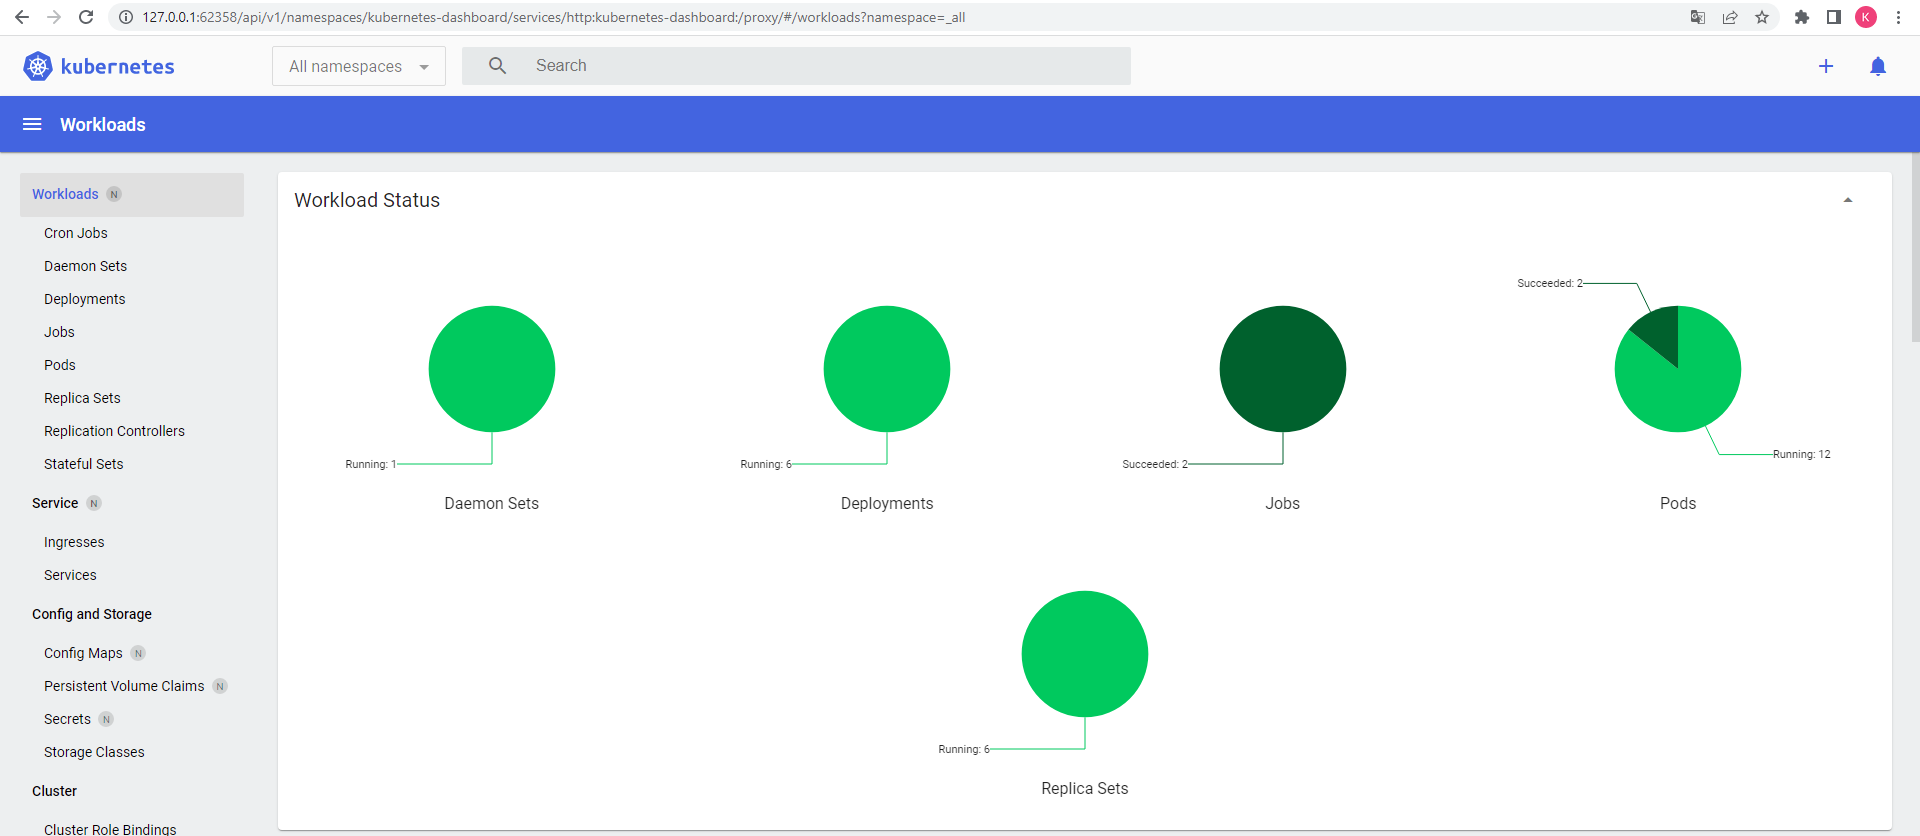 127.0.0.1:62358/api/v1/namespaces/kubernetes-dashboard/services/http:kubernetes-dashboard:/proxy/#/workloads?namespace=_all
K
kubernetes
All namespaces
Search
Workloads
Workloads N
Cron Jobs
Daemon Sets
Deployments
Jobs
Pods
Replica Sets
Replication Controllers
Stateful Sets
Service N
Ingresses
Services
Config and Storage
Config Maps N
Persistent Volume Claims N
Secrets N
Storage Classes
Cluster
Cluster Role Bindings
Workload Status
Running: 1
Daemon Sets
Running: 6
Deployments
Succeeded: 2
Jobs
Succeeded: 2
Running: 12
Pods
Running: 6
Replica Sets